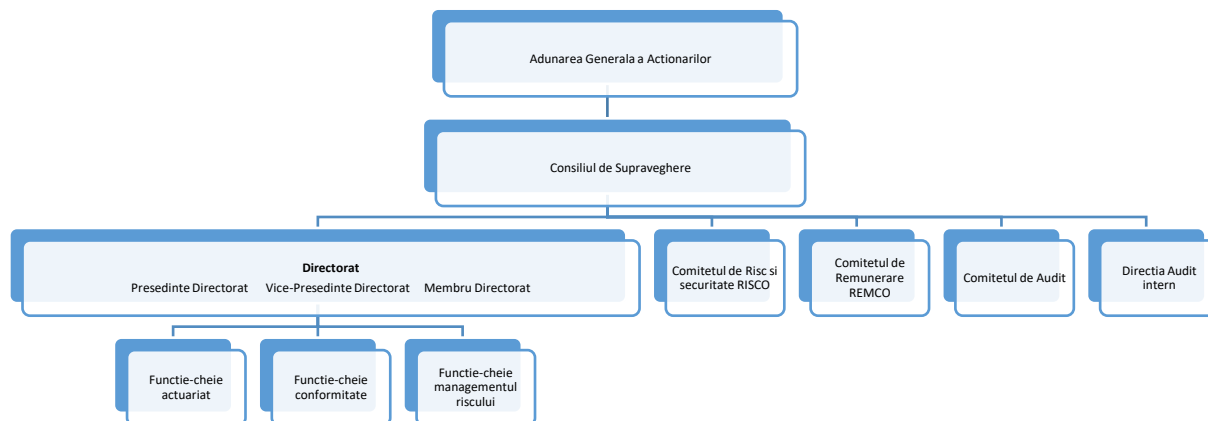 Adunarea Generala a Actionarilor
Consiliul de Supraveghere
Directorat
Presedinte Directorat Vice-Presedinte Directorat Membru Directorat
Comitetul de Risc si
securitate RISCO
Comitetul de
Remunerare
REMCO
Comitetul de Audit
Directia Audit
intern
Functie-cheie
actuariat
Functie-cheie
conformitate
Functie-cheie
managementul
riscului